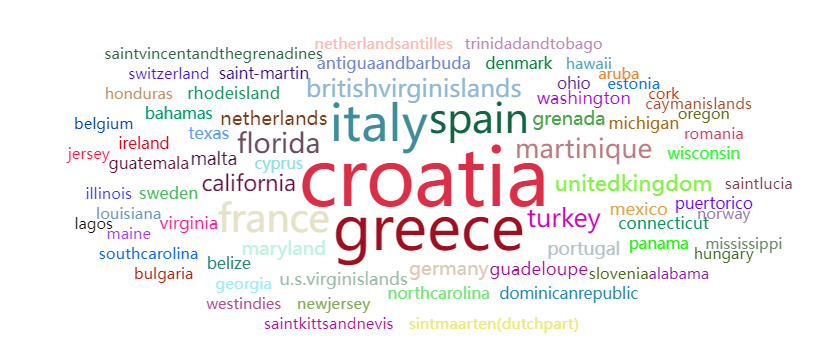 netherlandsantilles trinidadandtobago
saintvincentandthegrenadines
antiguaandbarbuda denmark hawaii
switzerland saint-martin aruba
britishvirginislands ohio estonia
honduras rhodeisland washington cork
caymanislands
bahamas netherlands italy spain grenada michigan oregon
belgium texas florida romania
ireland martinique
jersey guatemala malta cyprus croatia wisconsin
california unitedkingdom saintlucia
illinois sweden puertorico
louisiana france greece turkey mexico norway
lagos virginia connecticut
maine maryland portugal panama mississippi
southcarolina belize hungary
bulgaria germany guadeloupe slovenia alabama
georgia u.s.virginislands
northcarolina dominicanrepublic
westindies newjersey
saintkittsandnevis sintmaarten(dutchpart)